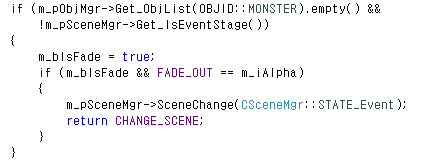 if (m_pObjMgr->Get_ObjList(OBJID::MONSTER).empty() &&
    !m_pSceneMgr->Get_IsEventStage())
{
    m_bIsFade = true;
    if (m_bIsFade && FADE_OUT == m_iAlpha)
    {
        m_pSceneMgr->SceneChange(CSceneMgr::STATE_Event);
        return CHANGE_SCENE;
    }
}